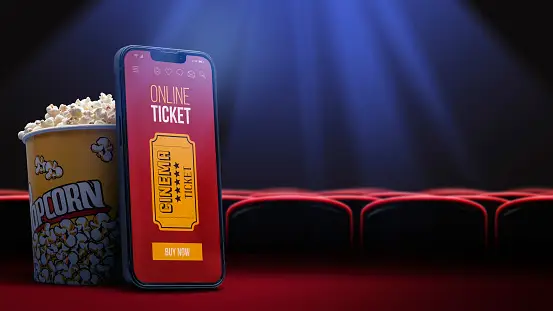 ONLINE
TICKET
CINEMA
TICKET
BUY NOW
POPCORN